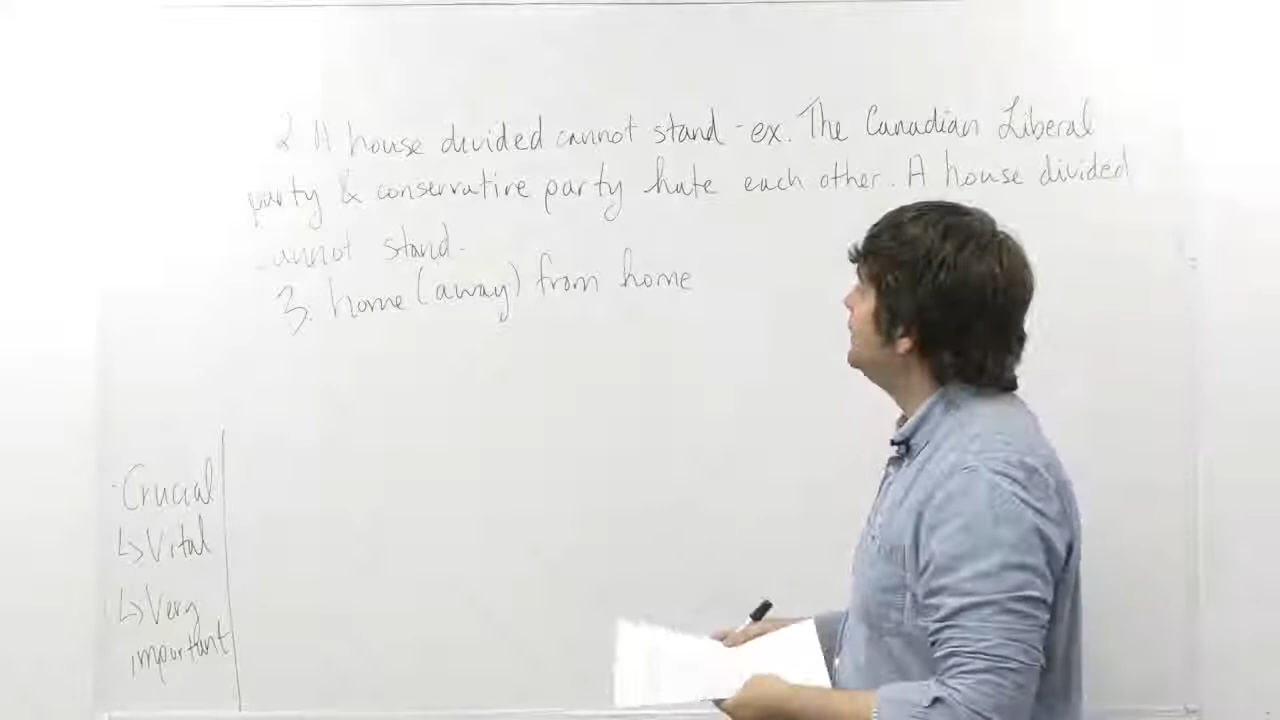 2 A house divided cannot stand - ex. The Canadian Liberal
party & conservative party hate each other. A house divided
cannot stand.
3. home (away) from home
- Crucial
↳ Vital
↳ Very
important